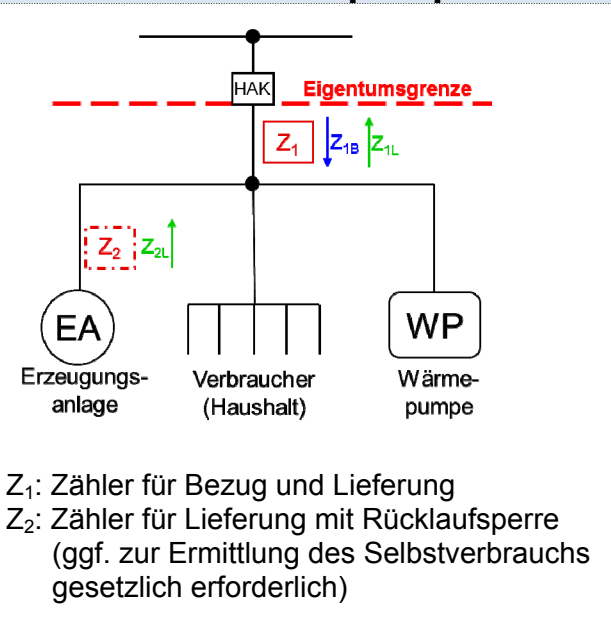 HAK
Eigentumsgrenze
Z₁ Z₁B Z₁L
Z₂ Z₂L
EA
WP
Erzeugungs-
anlage
Verbraucher
(Haushalt)
Wärme-
pumpe
Z₁: Zähler für Bezug und Lieferung
Z₂: Zähler für Lieferung mit Rücklaufsperre
(ggf. zur Ermittlung des Selbstverbrauchs
gesetzlich erforderlich)